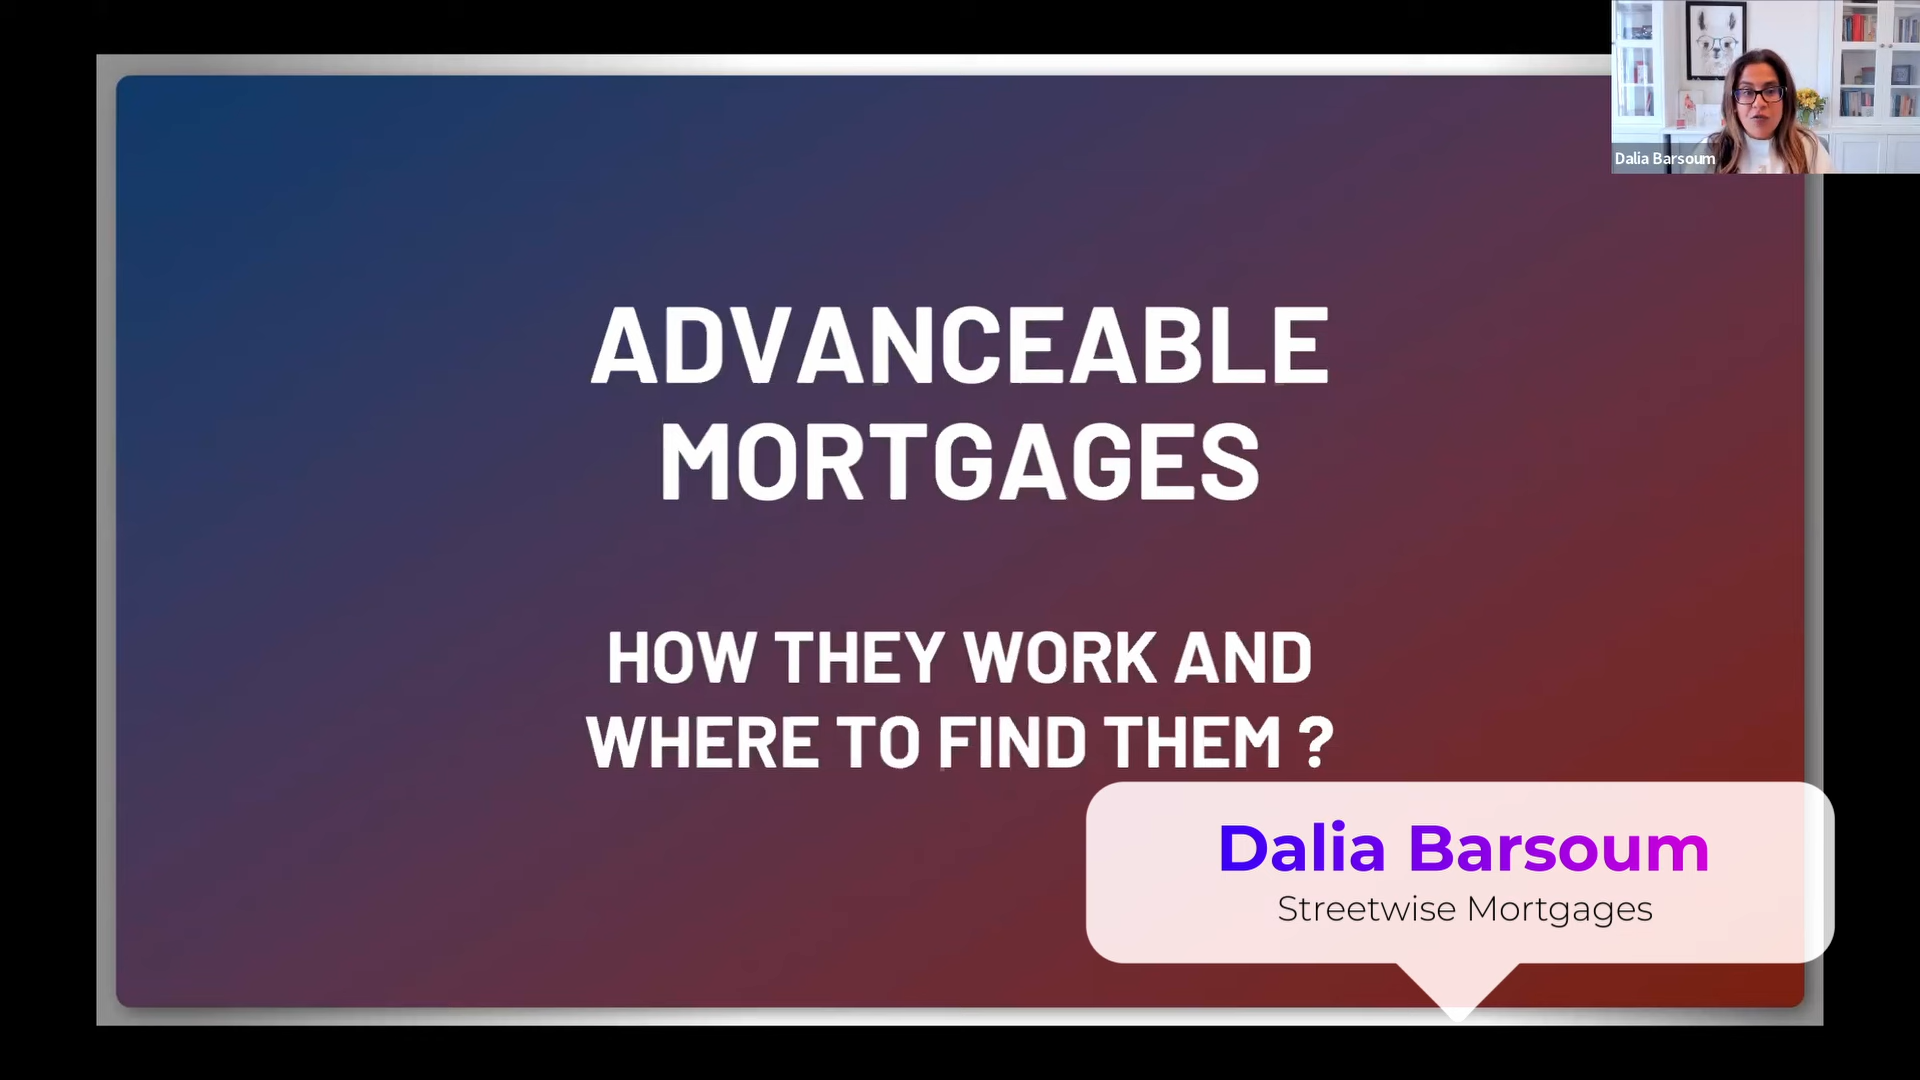 Dalia Barsoum
ADVANCEABLE
MORTGAGES
HOW THEY WORK AND
WHERE TO FIND THEM ?
Dalia Barsoum
Streetwise Mortgages